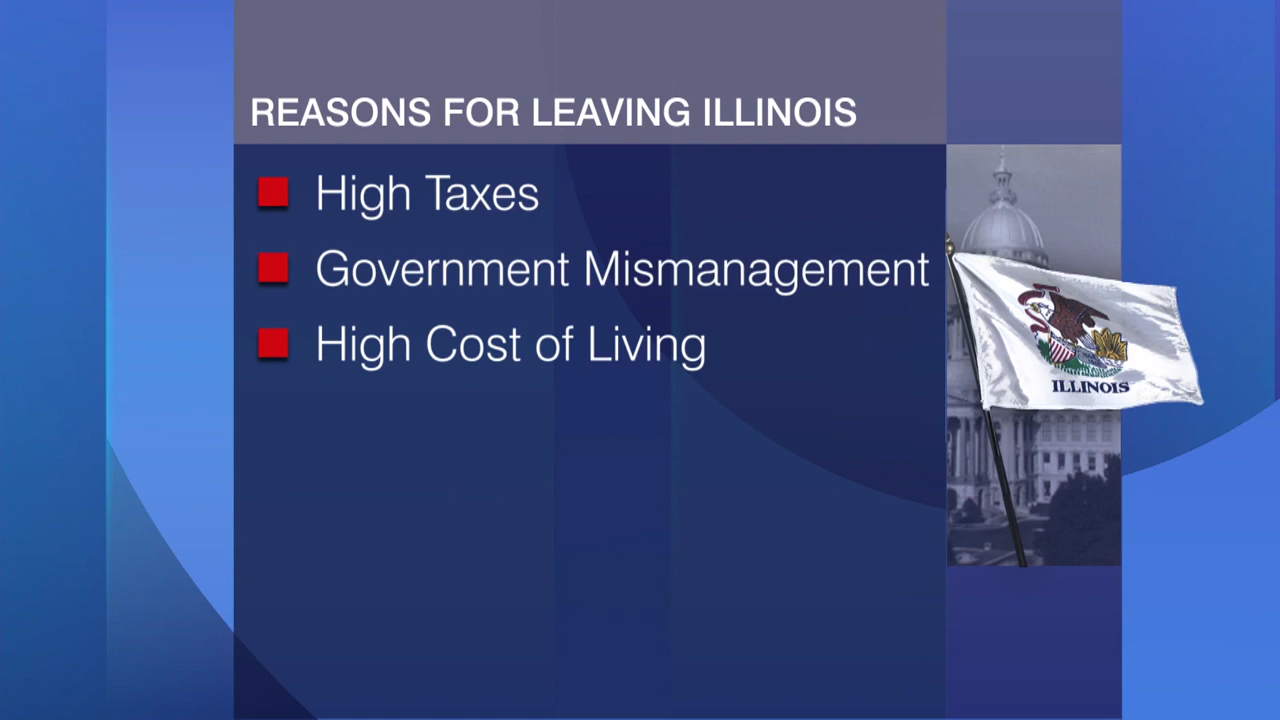 REASONS FOR LEAVING ILLINOIS
High Taxes
Government Mismanagement
High Cost of Living
ILLINOIS